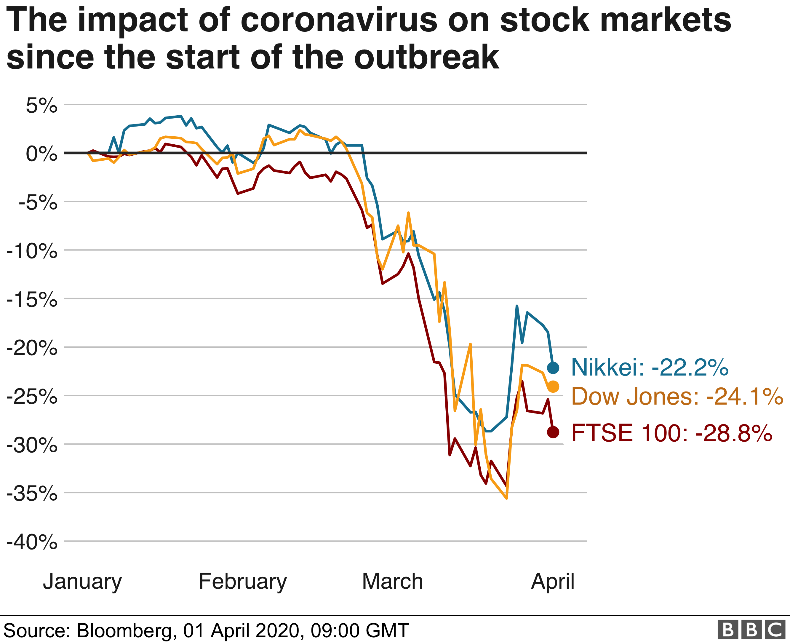 The impact of coronavirus on stock markets
since the start of the outbreak
5%
0%
-5%
-10%
-15%
-20%
-25%
-30%
-35%
-40%
Nikkei: -22.2%
Dow Jones: -24.1%
FTSE 100: -28.8%
January February March April
Source: Bloomberg, 01 April 2020, 09:00 GMT
BBC